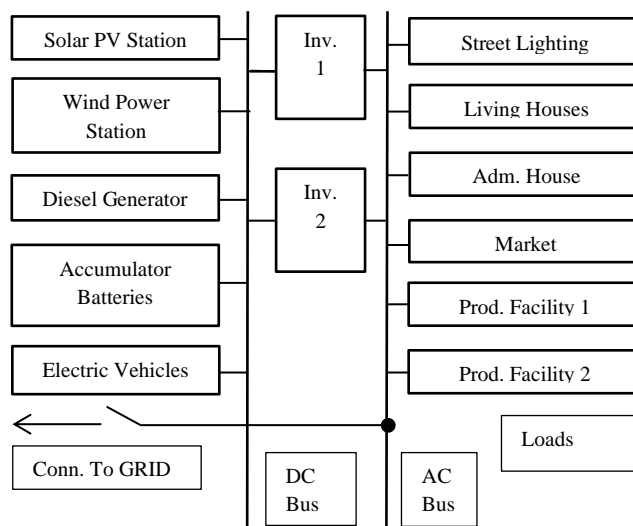 Solar PV Station
Wind Power
Station
Diesel Generator
Accumulator
Batteries
Electric Vehicles
Conn. To GRID
Inv.
1
Inv.
2
DC
Bus
AC
Bus
Street Lighting
Living Houses
Adm. House
Market
Prod. Facility 1
Prod. Facility 2
Loads